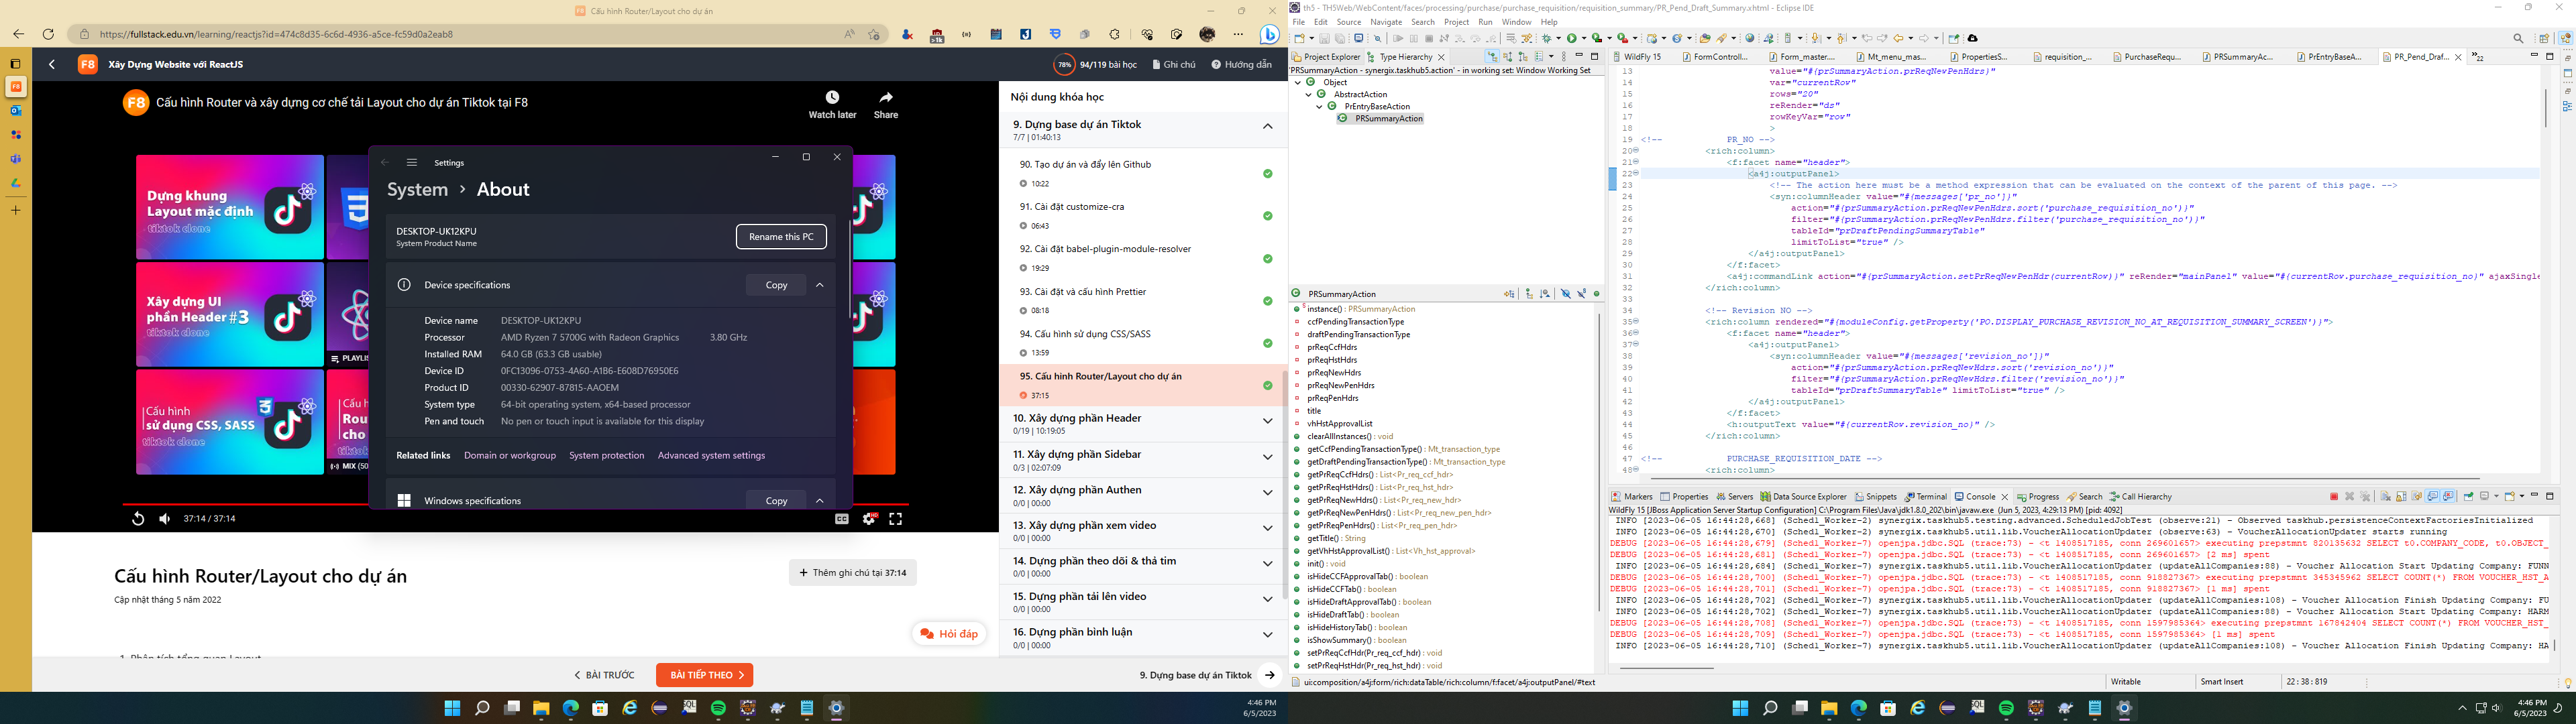 Cấu hình Router/Layout cho dự án
https://fullstack.edu.vn/learning/reactjs?id=474c8d35-6c6d-4936-a5ce-fc59d0a2eab8
F8 Xây Dựng Website với ReactJS
78% 94/119 bài học Ghi chú Hướng dẫn
F8 Cấu hình Router và xây dựng cơ chế tải Layout cho dự án Tiktok tại F8
Watch later Share
Dựng khung
Layout mặc định
tiktok clone
Xây dựng UI
phần Header #3
tiktok clone
Cấu hình
sử dụng CSS, SASS
tiktok clone
37:14 / 37:14
Settings
System > About
DESKTOP-UK12KPU
System Product Name
Rename this PC
Device specifications
Copy
Device name DESKTOP-UK12KPU
Processor AMD Ryzen 7 5700G with Radeon Graphics 3.80 GHz
Installed RAM 64.0 GB (63.3 GB usable)
Device ID 0FC13096-0753-4A60-A1B6-E608D76950E6
Product ID 00330-62907-87815-AAOEM
System type 64-bit operating system, x64-based processor
Pen and touch No pen or touch input is available for this display
Related links Domain or workgroup System protection Advanced system settings
Windows specifications
Copy
Cấu hình Router/Layout cho dự án
Cập nhật tháng 5 năm 2022
+ Thêm ghi chú tại 37:14
Hỏi đáp
BÀI TRƯỚC BÀI TIẾP THEO
9. Dựng base dự án Tiktok
Nội dung khóa học
9. Dựng base dự án Tiktok
7/7 | 01:40:13
90. Tạo dự án và đẩy lên Github
10:22
91. Cài đặt customize-cra
06:43
92. Cài đặt babel-plugin-module-resolver
19:29
93. Cài đặt và cấu hình Prettier
08:18
94. Cấu hình sử dụng CSS/SASS
13:59
95. Cấu hình Router/Layout cho dự án
37:15
10. Xây dựng phần Header
0/19 | 10:19:05
11. Xây dựng phần Sidebar
0/3 | 02:07:09
12. Xây dựng phần Authen
0/0 | 00:00
13. Xây dựng phần xem video
0/0 | 00:00
14. Dựng phần theo dõi & thả tim
0/0 | 00:00
15. Dựng phần tải lên video
0/0 | 00:00
16. Dựng phần bình luận
0/0 | 00:00
4:46 PM
6/5/2023
th5 - TH5Web/WebContent/faces/processing/purchase/purchase_requisition/requisition_summary/PR_Pend_Draft_Summary.xhtml - Eclipse IDE
File Edit Source Navigate Search Project Run Window Help
Project Explorer Type Hierarchy
'PRSummaryAction - synergix.taskhub5.action' - in working set: Window Working Set
Object
AbstractAction
PrEntryBaseAction
PRSummaryAction
PRSummaryAction
instance() : PRSummaryAction
ccfPendingTransactionType
draftPendingTransactionType
prReqCcfHdrs
prReqHstHdrs
prReqNewHdrs
prReqNewPenHdrs
prReqPenHdrs
title
vhHstApprovalList
clearAllInstances() : void
getCcfPendingTransactionType() : Mt_transaction_type
getDraftPendingTransactionType() : Mt_transaction_type
getPrReqCcfHdrs() : List<Pr_req_ccf_hdr>
getPrReqHstHdrs() : List<Pr_req_hst_hdr>
getPrReqNewHdrs() : List<Pr_req_new_hdr>
getPrReqNewPenHdrs() : List<Pr_req_new_pen_hdr>
getPrReqPenHdrs() : List<Pr_req_pen_hdr>
getTitle() : String
getVhHstApprovalList() : List<Vh_hst_approval>
init() : void
isHideCCFApprovalTab() : boolean
isHideCCFTab() : boolean
isHideDraftApprovalTab() : boolean
isHideDraftTab() : boolean
isHideHistoryTab() : boolean
isShowSummary() : boolean
setPrReqCcfHdr(Pr_req_ccf_hdr) : void
setPrReqHstHdr(Pr_req_hst_hdr) : void
WildFly 15 FormControll... Form_master.... Mt_menu_mas... PropertiesS... requisition_... PurchaseRequ... PRSummaryAc... PrEntryBaseA... PR_Pend_Draf... 22
13 value="#{prSummaryAction.prReqNewPenHdrs}"
14 var="currentRow"
15 rows="20"
16 reRender="ds"
17 rowKeyVar="row"
18 >
19 <!-- PR_NO -->
20 <rich:column>
21 <f:facet name="header">
22 <a4j:outputPanel>
23 <!-- The action here must be a method expression that can be evaluated on the context of the parent of this page. -->
24 <syn:columnHeader value="#{messages['pr_no']}"
25 action="#{prSummaryAction.prReqNewPenHdrs.sort('purchase_requisition_no')}"
26 filter="#{prSummaryAction.prReqNewPenHdrs.filter('purchase_requisition_no')}"
27 tableId="prDraftPendingSummaryTable"
28 limitToList="true" />
29 </a4j:outputPanel>
30 </f:facet>
31 <a4j:commandLink action="#{prSummaryAction.setPrReqNewPenHdr(currentRow)}" reRender="mainPanel" value="#{currentRow.purchase_requisition_no}" ajaxSingle
32 </rich:column>
33
34 <!-- Revision NO -->
35 <rich:column rendered="#{moduleConfig.getProperty('PO.DISPLAY_PURCHASE_REVISION_NO_AT_REQUISITION_SUMMARY_SCREEN')}">
36 <f:facet name="header">
37 <a4j:outputPanel>
38 <syn:columnHeader value="#{messages['revision_no']}"
39 action="#{prSummaryAction.prReqNewHdrs.sort('revision_no')}"
40 filter="#{prSummaryAction.prReqNewHdrs.filter('revision_no')}"
41 tableId="prDraftSummaryTable" limitToList="true" />
42 </a4j:outputPanel>
43 </f:facet>
44 <h:outputText value="#{currentRow.revision_no}" />
45 </rich:column>
46
47 <!-- PURCHASE_REQUISITION_DATE -->
48 <rich:column>
Markers Properties Servers Data Source Explorer Snippets Terminal Console Progress Search Call Hierarchy
WildFly 15 [JBoss Application Server Startup Configuration] C:\Program Files\Java\jdk1.8.0_202\bin\javaw.exe (Jun 5, 2023, 4:29:13 PM) [pid: 4092]
INFO [2023-06-05 16:44:28,668] (Schedl_Worker-2) synergix.taskhub5.testing.advanced.ScheduledJobTest (observe:21) - Observed taskhub.persistenceContextFactoriesInitialized
INFO [2023-06-05 16:44:28,670] (Schedl_Worker-2) synergix.taskhub5.util.lib.VoucherAllocationUpdater (observe:63) - VoucherAllocationUpdater starts running
DEBUG [2023-06-05 16:44:28,679] (Schedl_Worker-7) openjpa.jdbc.SQL (trace:73) - <t 1408517185, conn 269601657> executing prepstmnt 820135632 SELECT t0.COMPANY_CODE, t0.OBJECT_
DEBUG [2023-06-05 16:44:28,681] (Schedl_Worker-7) openjpa.jdbc.SQL (trace:73) - <t 1408517185, conn 269601657> [2 ms] spent
INFO [2023-06-05 16:44:28,684] (Schedl_Worker-7) synergix.taskhub5.util.lib.VoucherAllocationUpdater (updateAllCompanies:88) - Voucher Allocation Start Updating Company: FUNN
DEBUG [2023-06-05 16:44:28,700] (Schedl_Worker-7) openjpa.jdbc.SQL (trace:73) - <t 1408517185, conn 918827367> executing prepstmnt 345345962 SELECT COUNT(*) FROM VOUCHER_HST_A
DEBUG [2023-06-05 16:44:28,701] (Schedl_Worker-7) openjpa.jdbc.SQL (trace:73) - <t 1408517185, conn 918827367> [1 ms] spent
INFO [2023-06-05 16:44:28,702] (Schedl_Worker-7) synergix.taskhub5.util.lib.VoucherAllocationUpdater (updateAllCompanies:108) - Voucher Allocation Finish Updating Company: FU
INFO [2023-06-05 16:44:28,702] (Schedl_Worker-7) synergix.taskhub5.util.lib.VoucherAllocationUpdater (updateAllCompanies:88) - Voucher Allocation Start Updating Company: HARM
DEBUG [2023-06-05 16:44:28,708] (Schedl_Worker-7) openjpa.jdbc.SQL (trace:73) - <t 1408517185, conn 1597985364> executing prepstmnt 167842404 SELECT COUNT(*) FROM VOUCHER_HST_
DEBUG [2023-06-05 16:44:28,709] (Schedl_Worker-7) openjpa.jdbc.SQL (trace:73) - <t 1408517185, conn 1597985364> [1 ms] spent
INFO [2023-06-05 16:44:28,710] (Schedl_Worker-7) synergix.taskhub5.util.lib.VoucherAllocationUpdater (updateAllCompanies:108) - Voucher Allocation Finish Updating Company: HA
ui:composition/a4j:form/rich:dataTable/rich:column/f:facet/a4j:outputPanel/#text
Writable Smart Insert 22 : 38 : 819
4:46 PM
6/5/2023